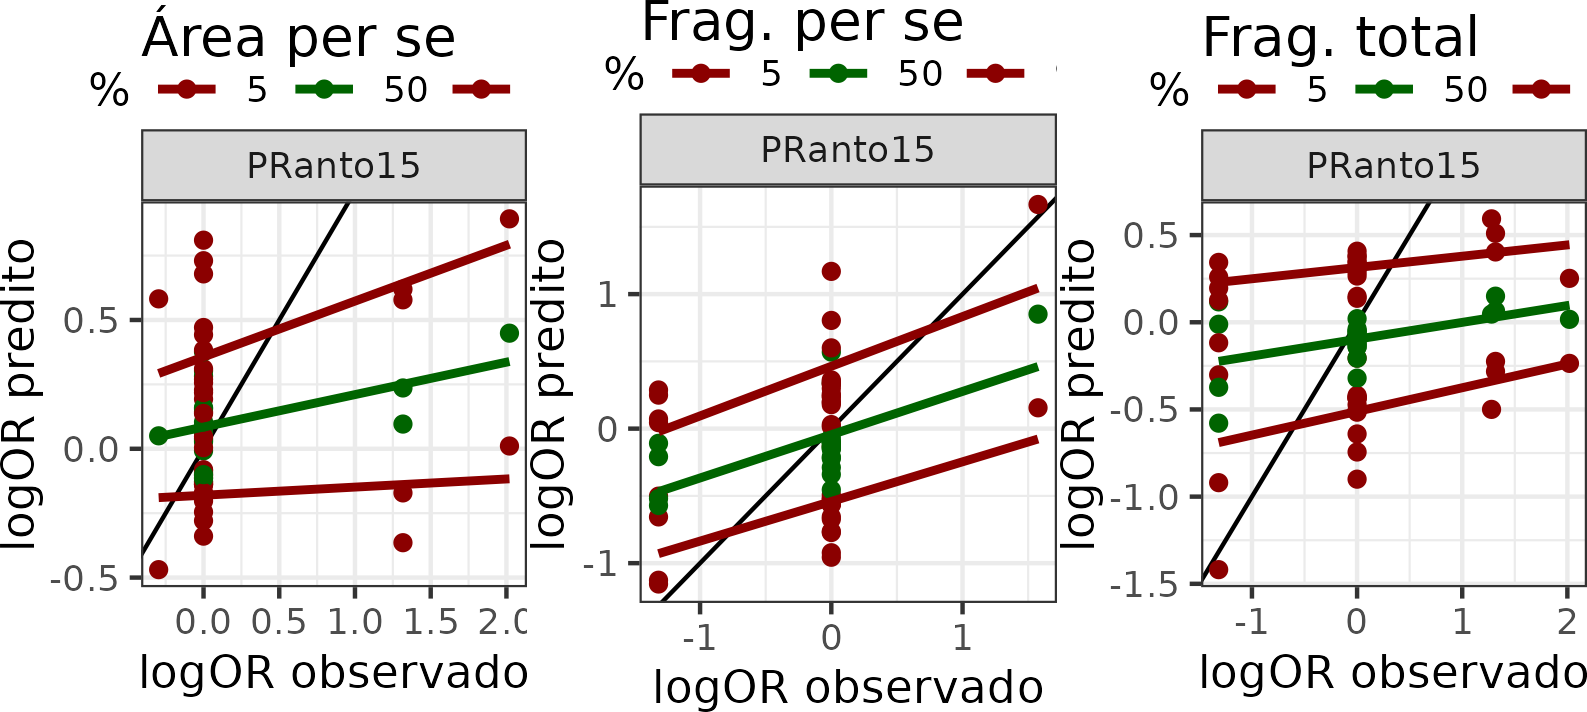 Área per se
% 5 50
PRanto15
logOR predito
0.5
0.0
-0.5
0.0 0.5 1.0 1.5 2.0
logOR observado
Frag. per se
% 5 50
PRanto15
logOR predito
1
0
-1
-1 0 1
logOR observado
Frag. total
% 5 50
PRanto15
logOR predito
0.5
0.0
-0.5
-1.0
-1.5
-1 0 1 2
logOR observado